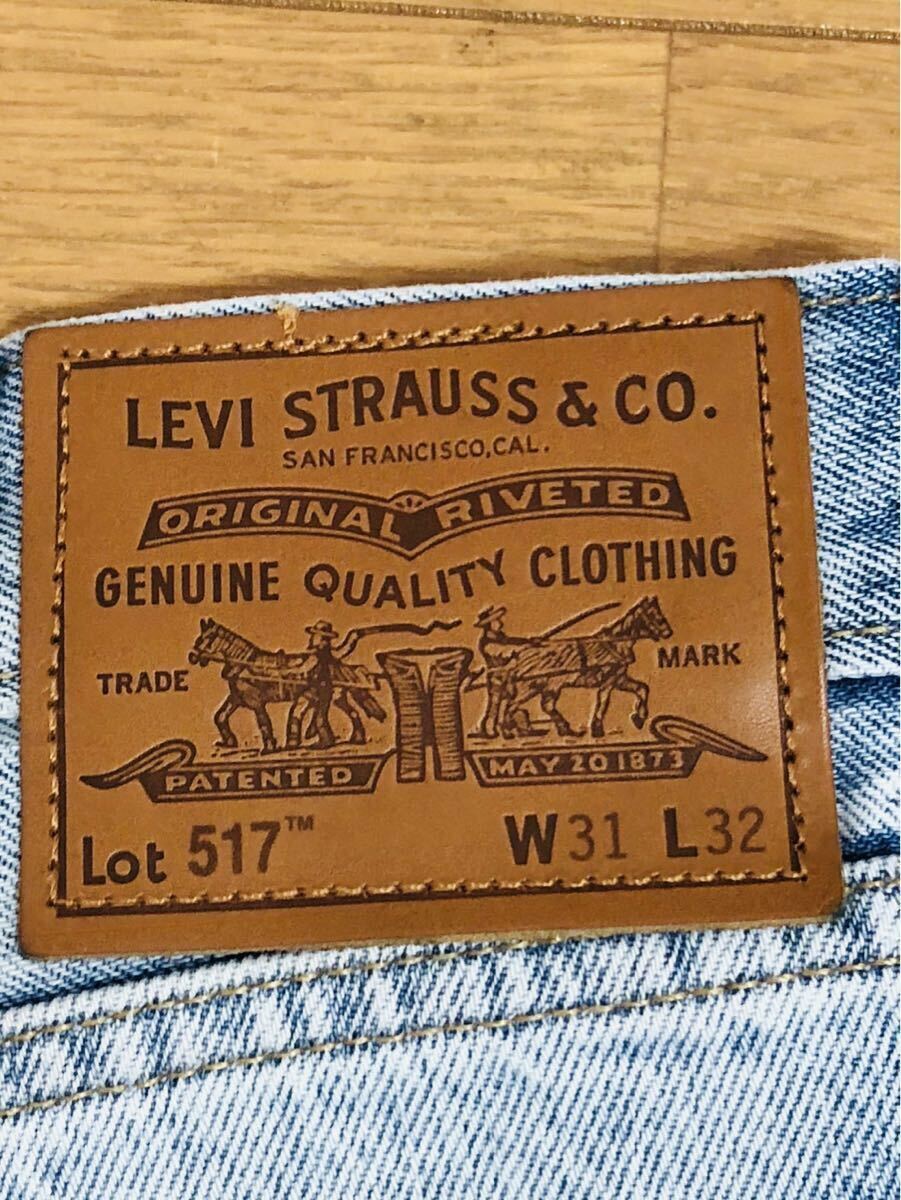 LEVI STRAUSS & CO.
SAN FRANCISCO, CAL.
ORIGINAL RIVETED
GENUINE QUALITY CLOTHING
TRADE MARK
PATENTED MAY 20 1873
Lot 517™ W31 L32